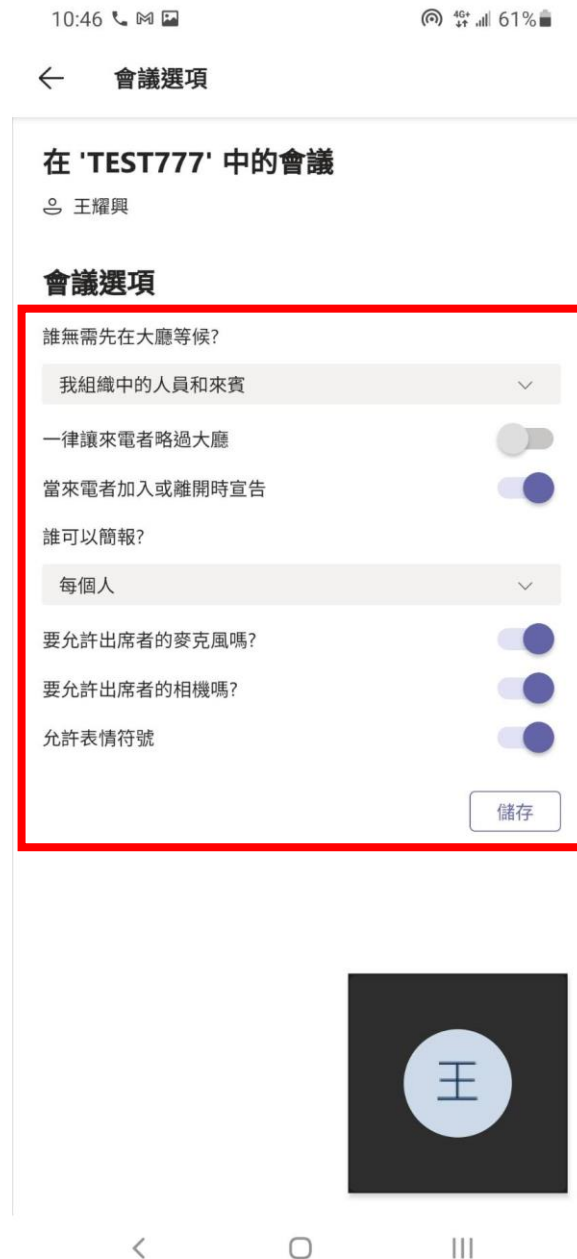 10:46
4G+ 61%
會議選項
在 'TEST777' 中的會議
王耀興
會議選項
誰無需先在大廳等候?
我組織中的人員和來賓
一律讓來電者略過大廳
當來電者加入或離開時宣告
誰可以簡報?
每個人
要允許出席者的麥克風嗎?
要允許出席者的相機嗎?
允許表情符號
儲存
王